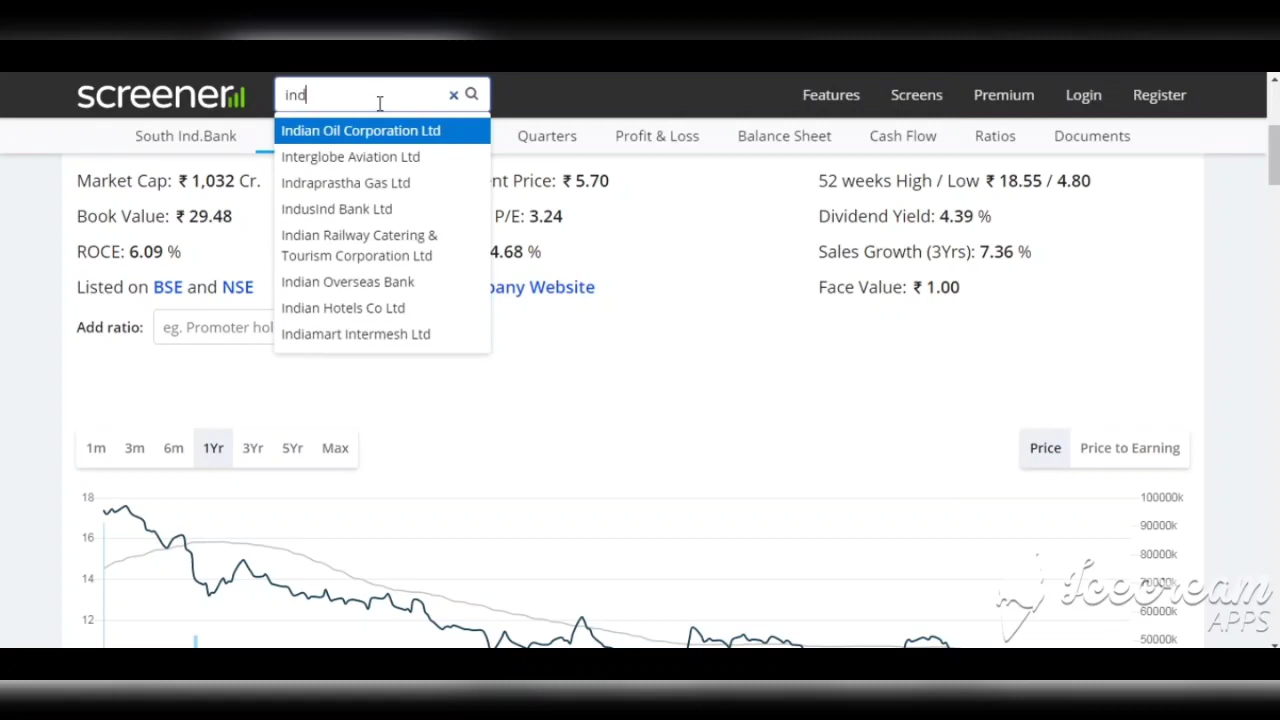 screener
ind
Features
Screens
Premium
Login
Register
South Ind.Bank
Quarters
Profit & Loss
Balance Sheet
Cash Flow
Ratios
Documents
Indian Oil Corporation Ltd
Interglobe Aviation Ltd
Indraprastha Gas Ltd
IndusInd Bank Ltd
Indian Railway Catering &
Tourism Corporation Ltd
Indian Overseas Bank
Indian Hotels Co Ltd
Indiamart Intermesh Ltd
Market Cap: ₹ 1,032 Cr.
nt Price: ₹ 5.70
52 weeks High / Low ₹ 18.55 / 4.80
Book Value: ₹ 29.48
P/E: 3.24
Dividend Yield: 4.39 %
ROCE: 6.09 %
4.68 %
Sales Growth (3Yrs): 7.36 %
Listed on BSE and NSE
pany Website
Face Value: ₹ 1.00
Add ratio:
eg. Promoter hol
1m 3m 6m 1Yr 3Yr 5Yr Max
Price Price to Earning
18
16
14
12
100000k
90000k
80000k
70000k
60000k
50000k
Icecream
APPS